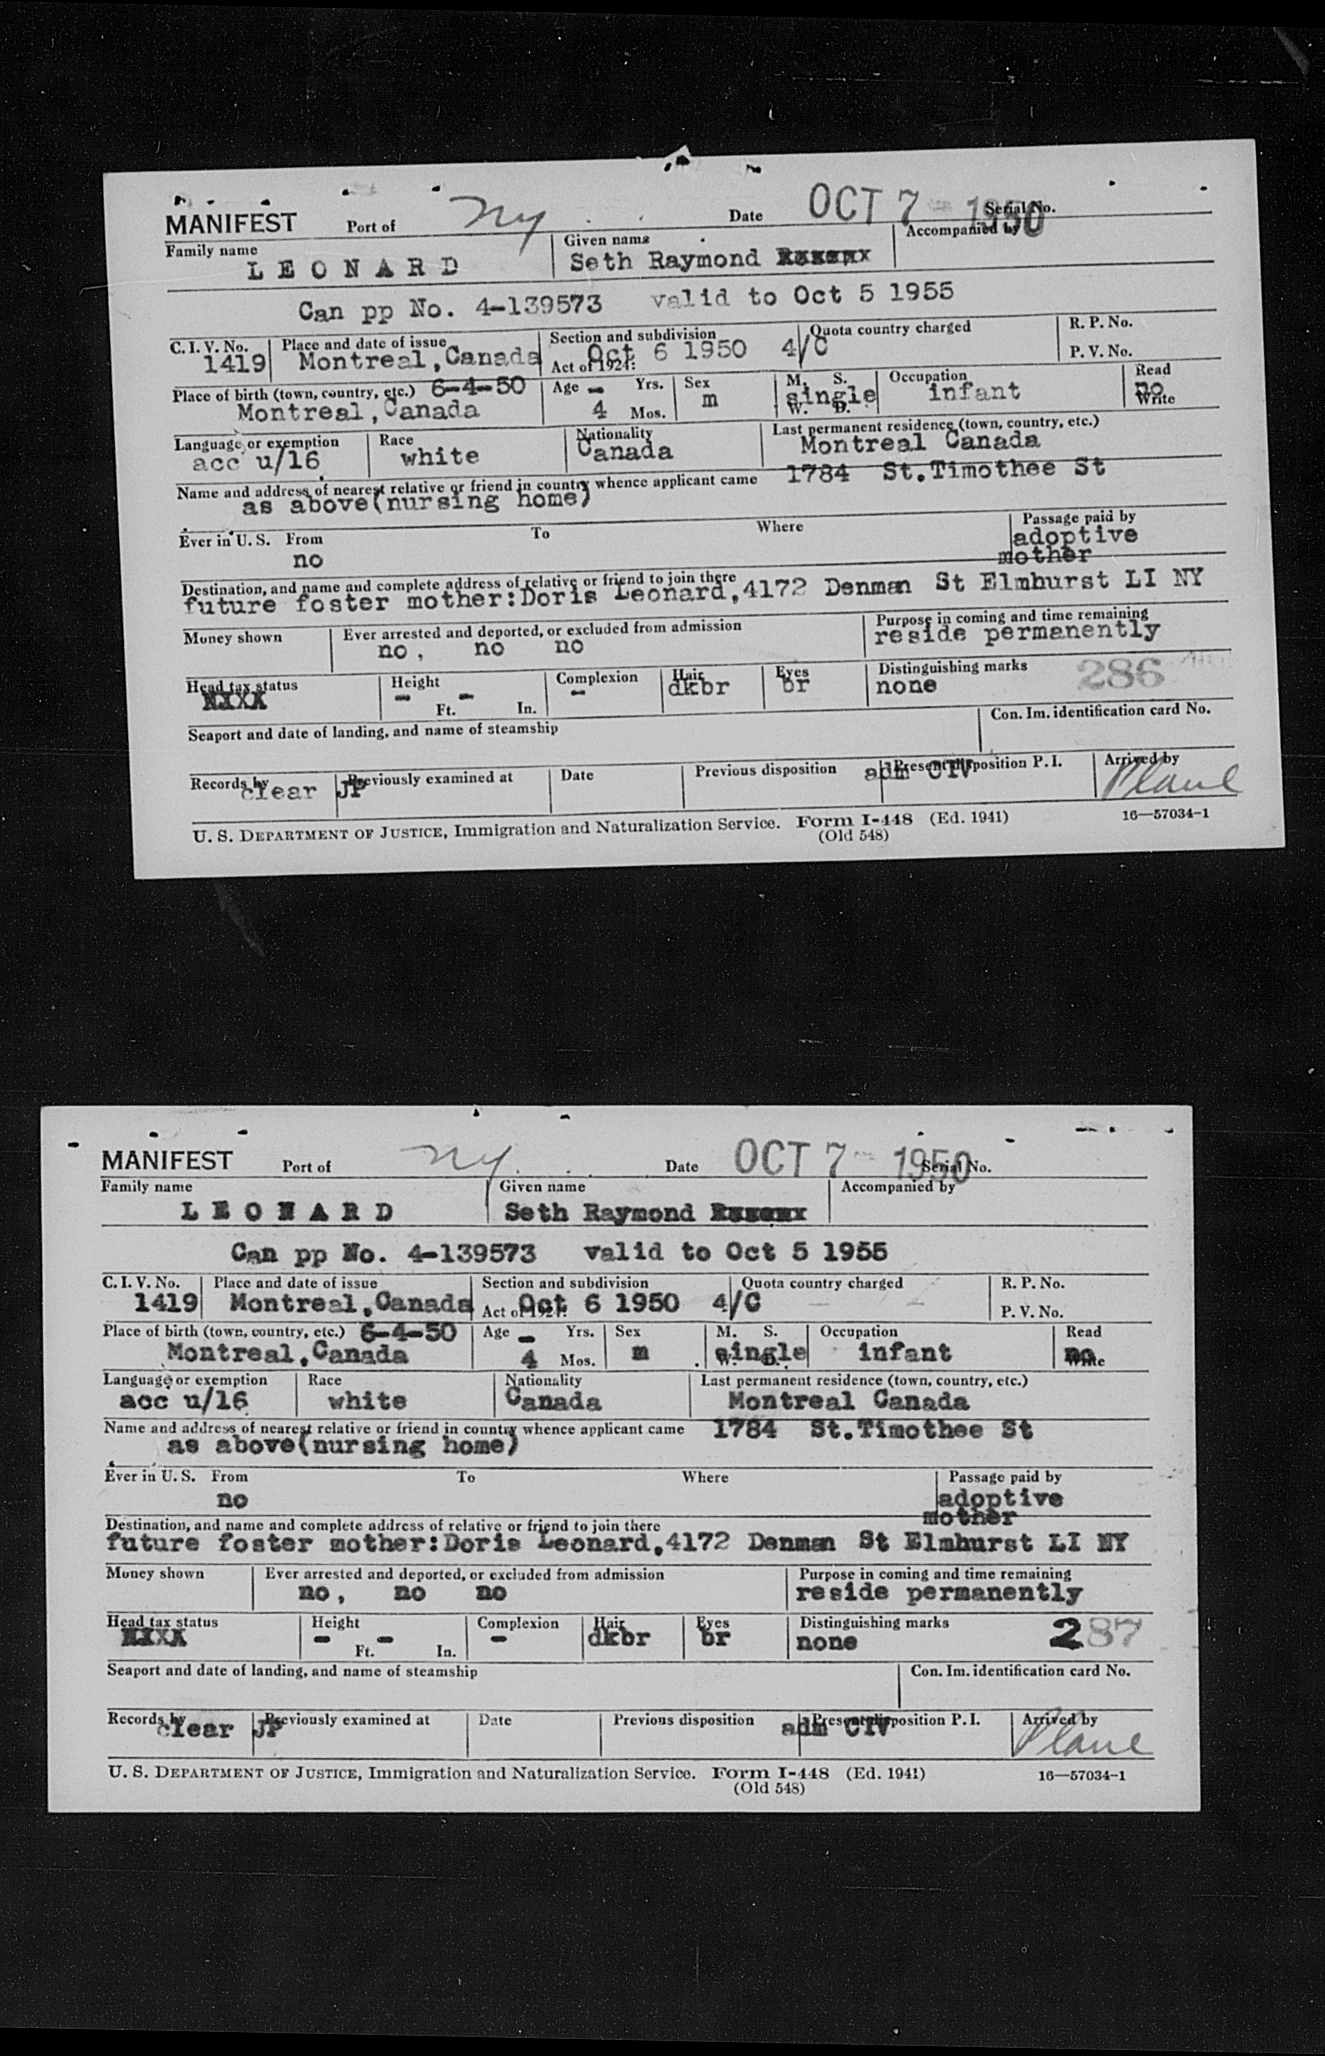 MANIFEST Port of NY Date OCT 7 - 1950 Serial No.
Family name Given name Accompanied by
L E O N A R D Seth Raymond
Can pp No. 4-139573 valid to Oct 5 1955
C. I. V. No. Place and date of issue Section and subdivision Quota country charged R. P. No.
1419 Montreal,Canada Act of 1924: Oct 6 1950 4/C P. V. No.
Place of birth (town, country, etc.) 6-4-50 Age - Yrs. Sex M. S. Occupation Read
Montreal,Canada 4 Mos. m single W. D. infant no Write
Language or exemption Race Nationality Last permanent residence (town, country, etc.)
acc u/16 white Canada Montreal Canada
Name and address of nearest relative or friend in country whence applicant came 1784 St.Timothee St
as above(nursing home)
Ever in U. S. From To Where Passage paid by
no adoptive
mother
Destination, and name and complete address of relative or friend to join there
future foster mother:Doris Leonard,4172 Denman St Elmhurst LI NY
Money shown Ever arrested and deported, or excluded from admission Purpose in coming and time remaining
no, no no reside permanently
Head tax status Height Complexion Hair Eyes Distinguishing marks 286
- Ft. - In. - dkbr br none
Seaport and date of landing, and name of steamship Con. Im. identification card No.
Records by Previously examined at Date Previous disposition Present disposition P. I. Arrived by
clear JP adm CIV Plane
U. S. DEPARTMENT OF JUSTICE, Immigration and Naturalization Service. Form I-448 (Ed. 1941) 16—57034-1
(Old 548)
MANIFEST Port of NY Date OCT 7 - 1950 Serial No.
Family name Given name Accompanied by
L E O N A R D Seth Raymond
Can pp No. 4-139573 valid to Oct 5 1955
C. I. V. No. Place and date of issue Section and subdivision Quota country charged R. P. No.
1419 Montreal,Canada Act of 1924: Oct 6 1950 4/C P. V. No.
Place of birth (town, country, etc.) 6-4-50 Age - Yrs. Sex M. S. Occupation Read
Montreal,Canada 4 Mos. m single W. D. infant no Write
Language or exemption Race Nationality Last permanent residence (town, country, etc.)
acc u/16 white Canada Montreal Canada
Name and address of nearest relative or friend in country whence applicant came 1784 St.Timothee St
as above(nursing home)
Ever in U. S. From To Where Passage paid by
no adoptive
mother
Destination, and name and complete address of relative or friend to join there
future foster mother:Doris Leonard,4172 Denman St Elmhurst LI NY
Money shown Ever arrested and deported, or excluded from admission Purpose in coming and time remaining
no, no no reside permanently
Head tax status Height Complexion Hair Eyes Distinguishing marks 287
- Ft. - In. - dkbr br none
Seaport and date of landing, and name of steamship Con. Im. identification card No.
Records by Previously examined at Date Previous disposition Present disposition P. I. Arrived by
clear JP adm CIV Plane
U. S. DEPARTMENT OF JUSTICE, Immigration and Naturalization Service. Form I-448 (Ed. 1941) 16—57034-1
(Old 548)